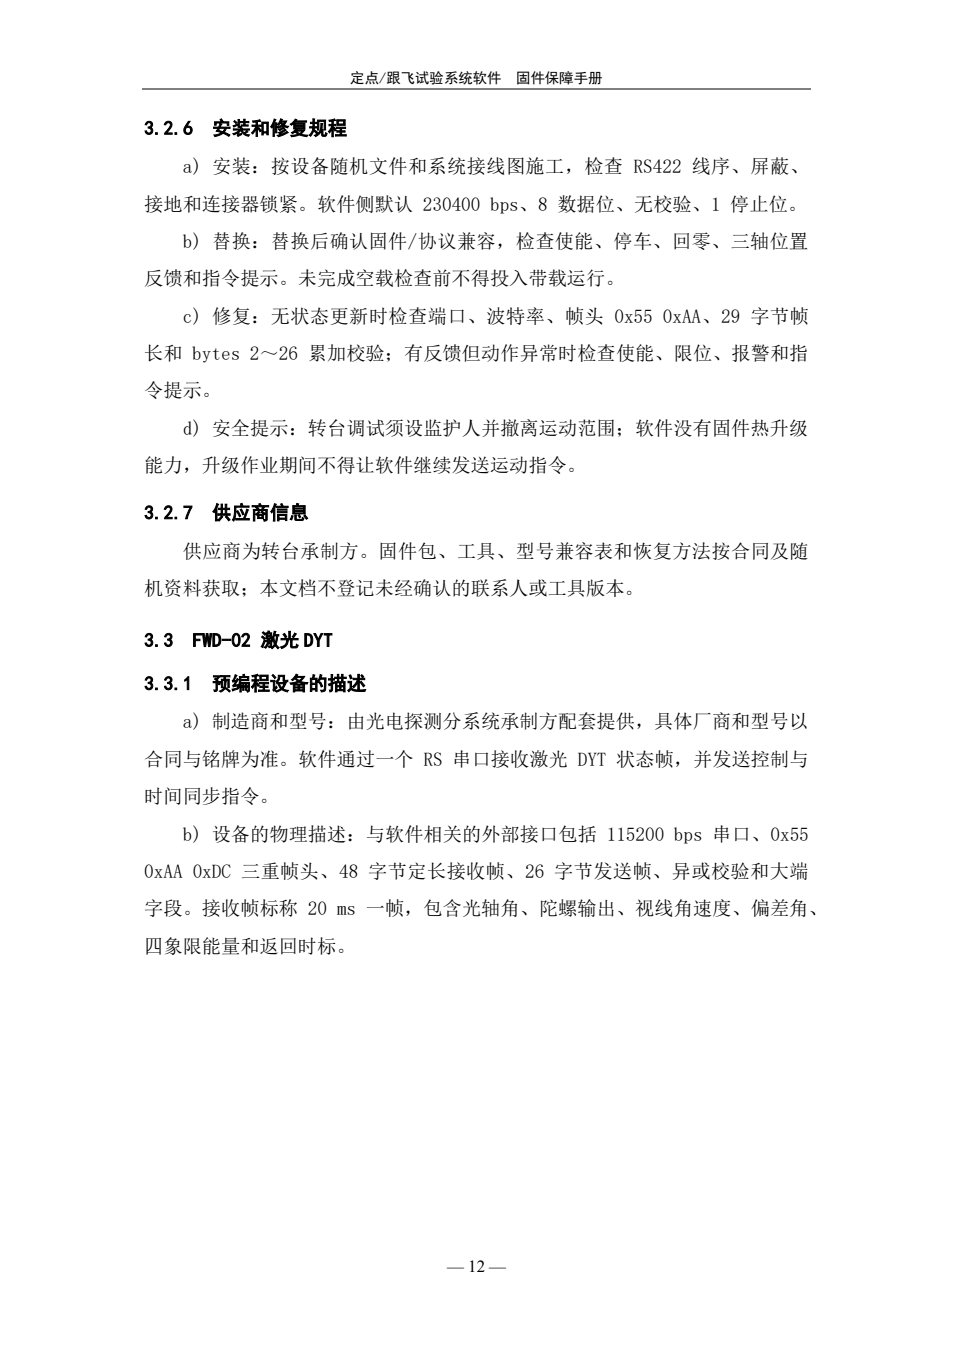 定点/跟飞试验系统软件　固件保障手册
3.2.6　安装和修复规程
a) 安装：按设备随机文件和系统接线图施工，检查 RS422 线序、屏蔽、
接地和连接器锁紧。软件侧默认 230400 bps、8 数据位、无校验、1 停止位。
b) 替换：替换后确认固件/协议兼容，检查使能、停车、回零、三轴位置
反馈和指令提示。未完成空载检查前不得投入带载运行。
c) 修复：无状态更新时检查端口、波特率、帧头 0x55 0xAA、29 字节帧
长和 bytes 2～26 累加校验；有反馈但动作异常时检查使能、限位、报警和指
令提示。
d) 安全提示：转台调试须设监护人并撤离运动范围；软件没有固件热升级
能力，升级作业期间不得让软件继续发送运动指令。
3.2.7　供应商信息
供应商为转台承制方。固件包、工具、型号兼容表和恢复方法按合同及随
机资料获取；本文档不登记未经确认的联系人或工具版本。
3.3　FWD-02 激光 DYT
3.3.1　预编程设备的描述
a) 制造商和型号：由光电探测分系统承制方配套提供，具体厂商和型号以
合同与铭牌为准。软件通过一个 RS 串口接收激光 DYT 状态帧，并发送控制与
时间同步指令。
b) 设备的物理描述：与软件相关的外部接口包括 115200 bps 串口、0x55
0xAA 0xDC 三重帧头、48 字节定长接收帧、26 字节发送帧、异或校验和大端
字段。接收帧标称 20 ms 一帧，包含光轴角、陀螺输出、视线角速度、偏差角、
四象限能量和返回时标。
— 12 —